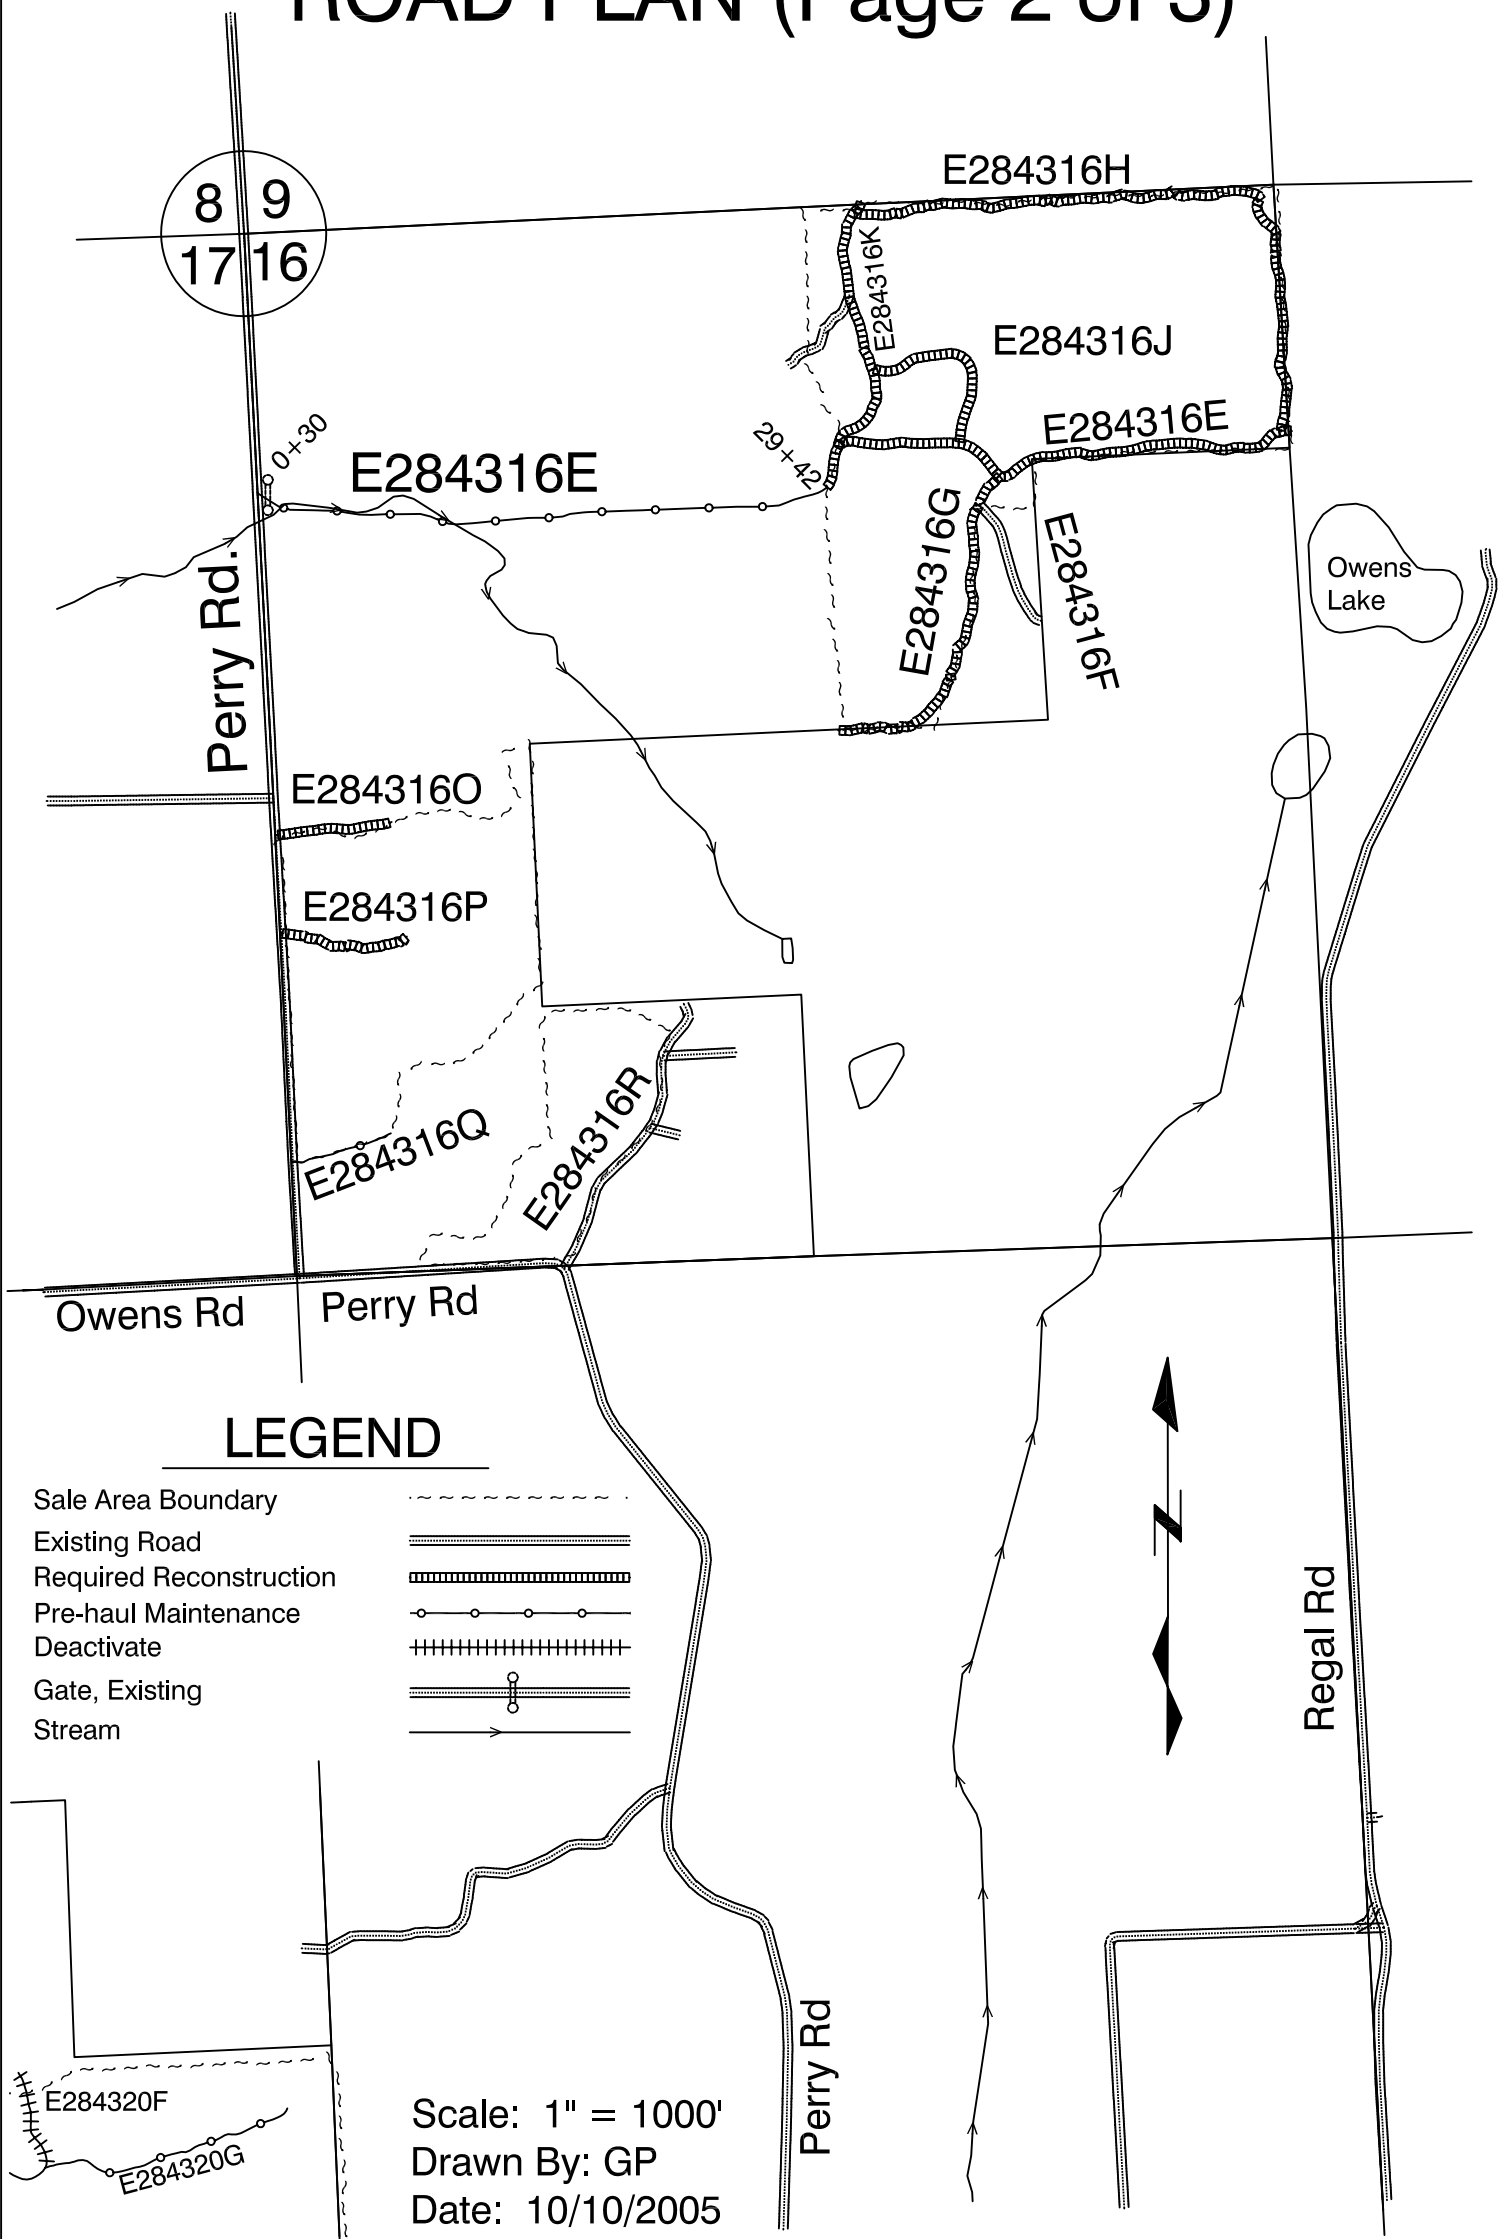 ROAD PLAN (Page 2 of 3)
E284316H
8 9
17 16
E284316K
E284316J
E284316E
0+30
29+42
E284316E
E284316G
E284316F
Owens
Lake
Perry Rd.
E284316O
E284316P
E284316R
E284316Q
Owens Rd
Perry Rd
LEGEND
Sale Area Boundary
Existing Road
Required Reconstruction
Pre-haul Maintenance
Deactivate
Gate, Existing
Stream
N
Regal Rd
Perry Rd
E284320F
E284320G
Scale: 1" = 1000'
Drawn By: GP
Date: 10/10/2005